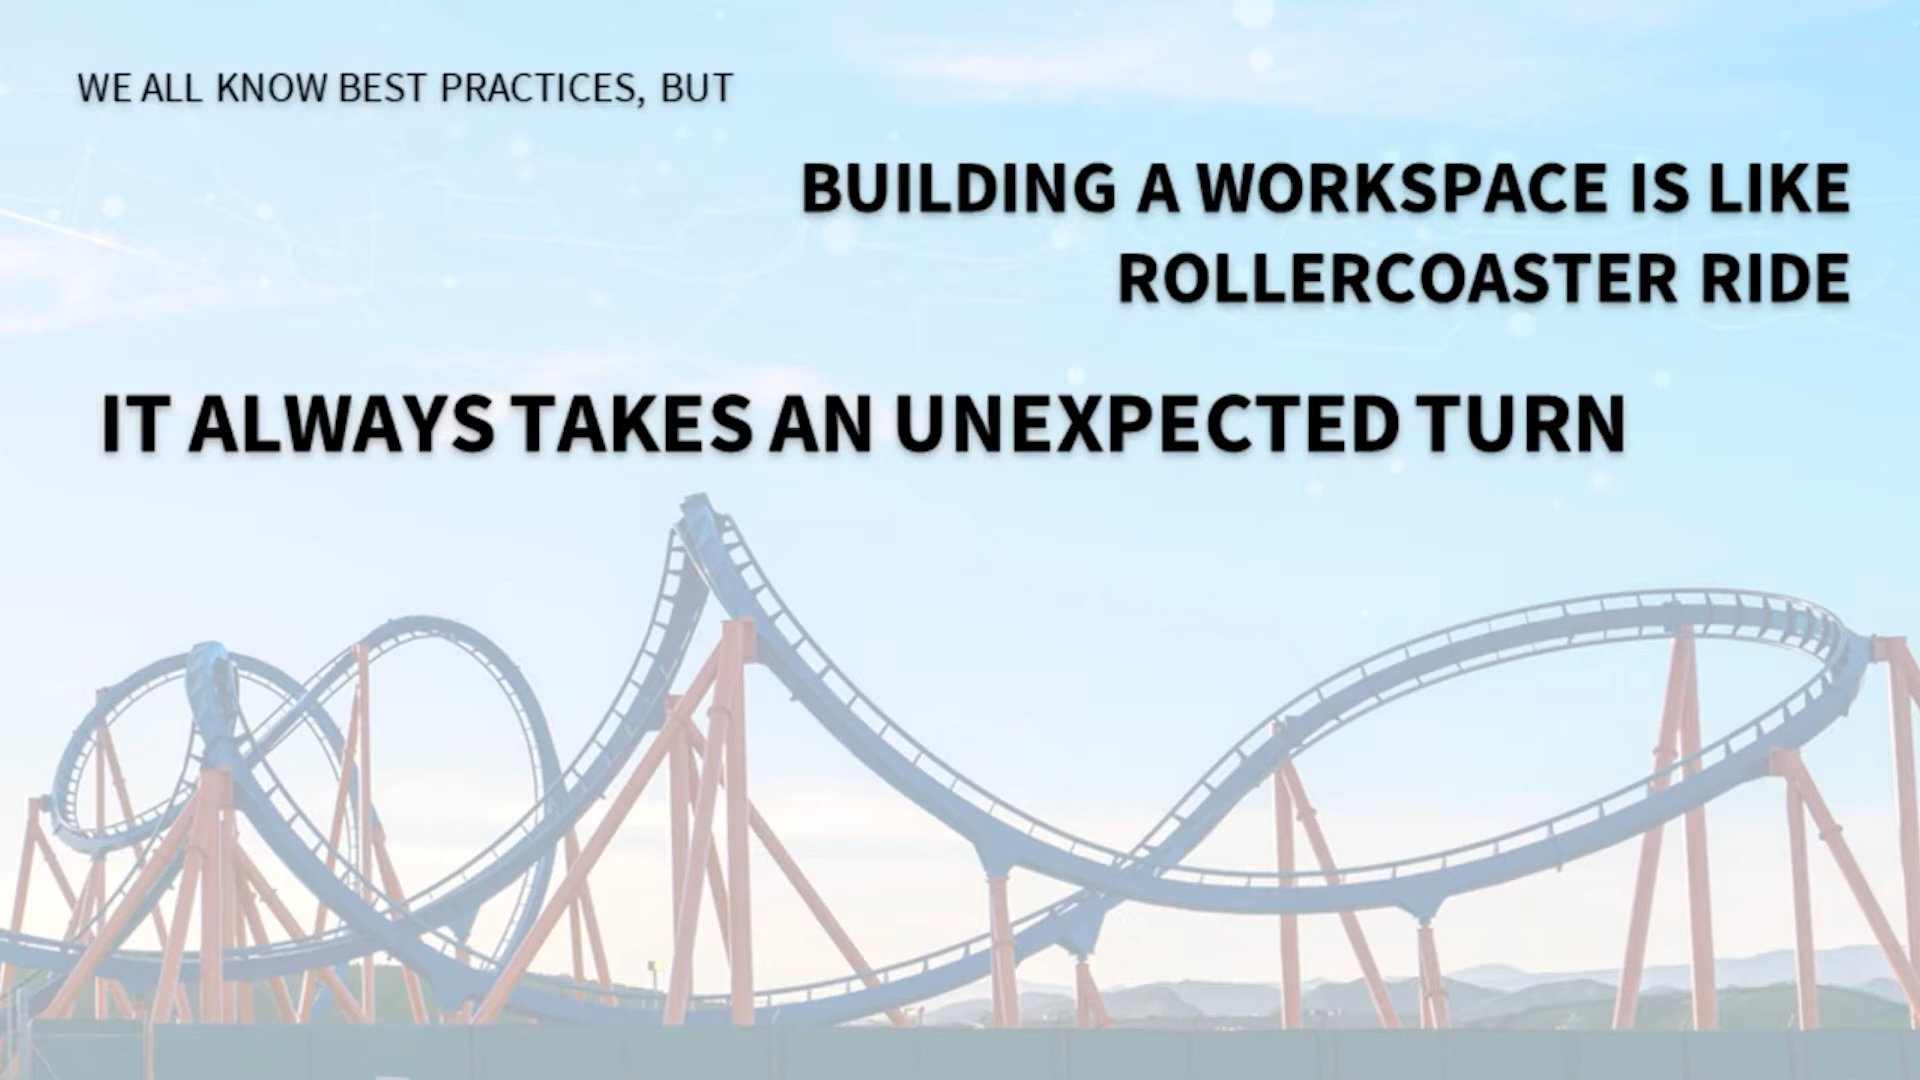 WE ALL KNOW BEST PRACTICES, BUT
BUILDING A WORKSPACE IS LIKE
ROLLERCOASTER RIDE
IT ALWAYS TAKES AN UNEXPECTED TURN